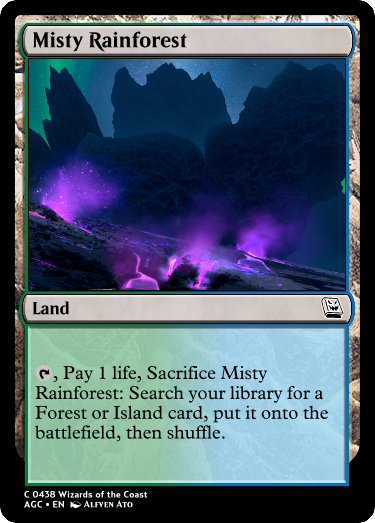 Misty Rainforest
Land
, Pay 1 life, Sacrifice Misty
Rainforest: Search your library for a
Forest or Island card, put it onto the
battlefield, then shuffle.
C 0438 Wizards of the Coast
AGC • EN Alfven Ato